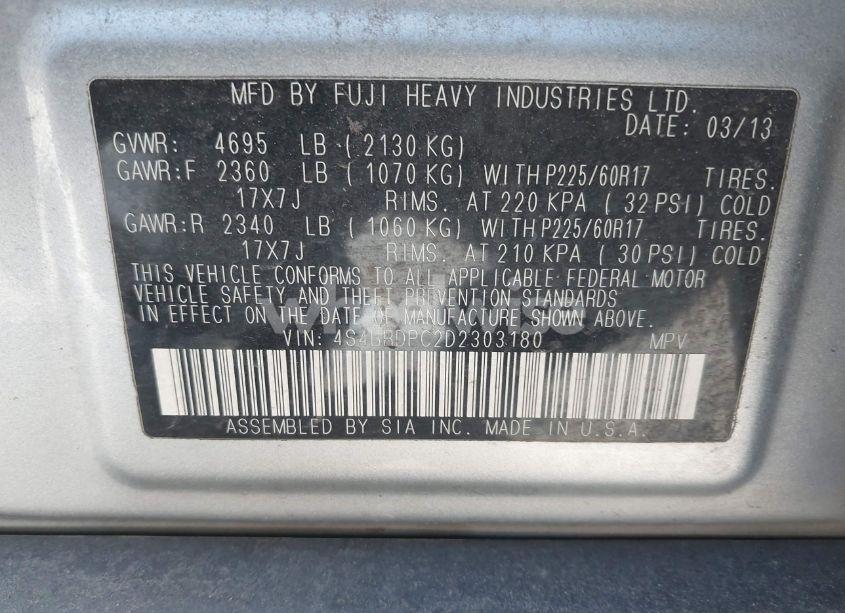 MFD BY FUJI HEAVY INDUSTRIES LTD.
DATE: 03/13
GVWR: 4695 LB ( 2130 KG)
GAWR:F 2360 LB ( 1070 KG) WITH P225/60R17 TIRES.
17X7J RIMS. AT 220 KPA ( 32 PSI) COLD
GAWR:R 2340 LB ( 1060 KG) WITH P225/60R17 TIRES.
17X7J RIMS. AT 210 KPA ( 30 PSI) COLD
THIS VEHICLE CONFORMS TO ALL APPLICABLE FEDERAL MOTOR
VEHICLE SAFETY AND THEFT PREVENTION STANDARDS
IN EFFECT ON THE DATE OF MANUFACTURE SHOWN ABOVE.
VIN: MPV
ASSEMBLED BY SIA INC. MADE IN U.S.A.